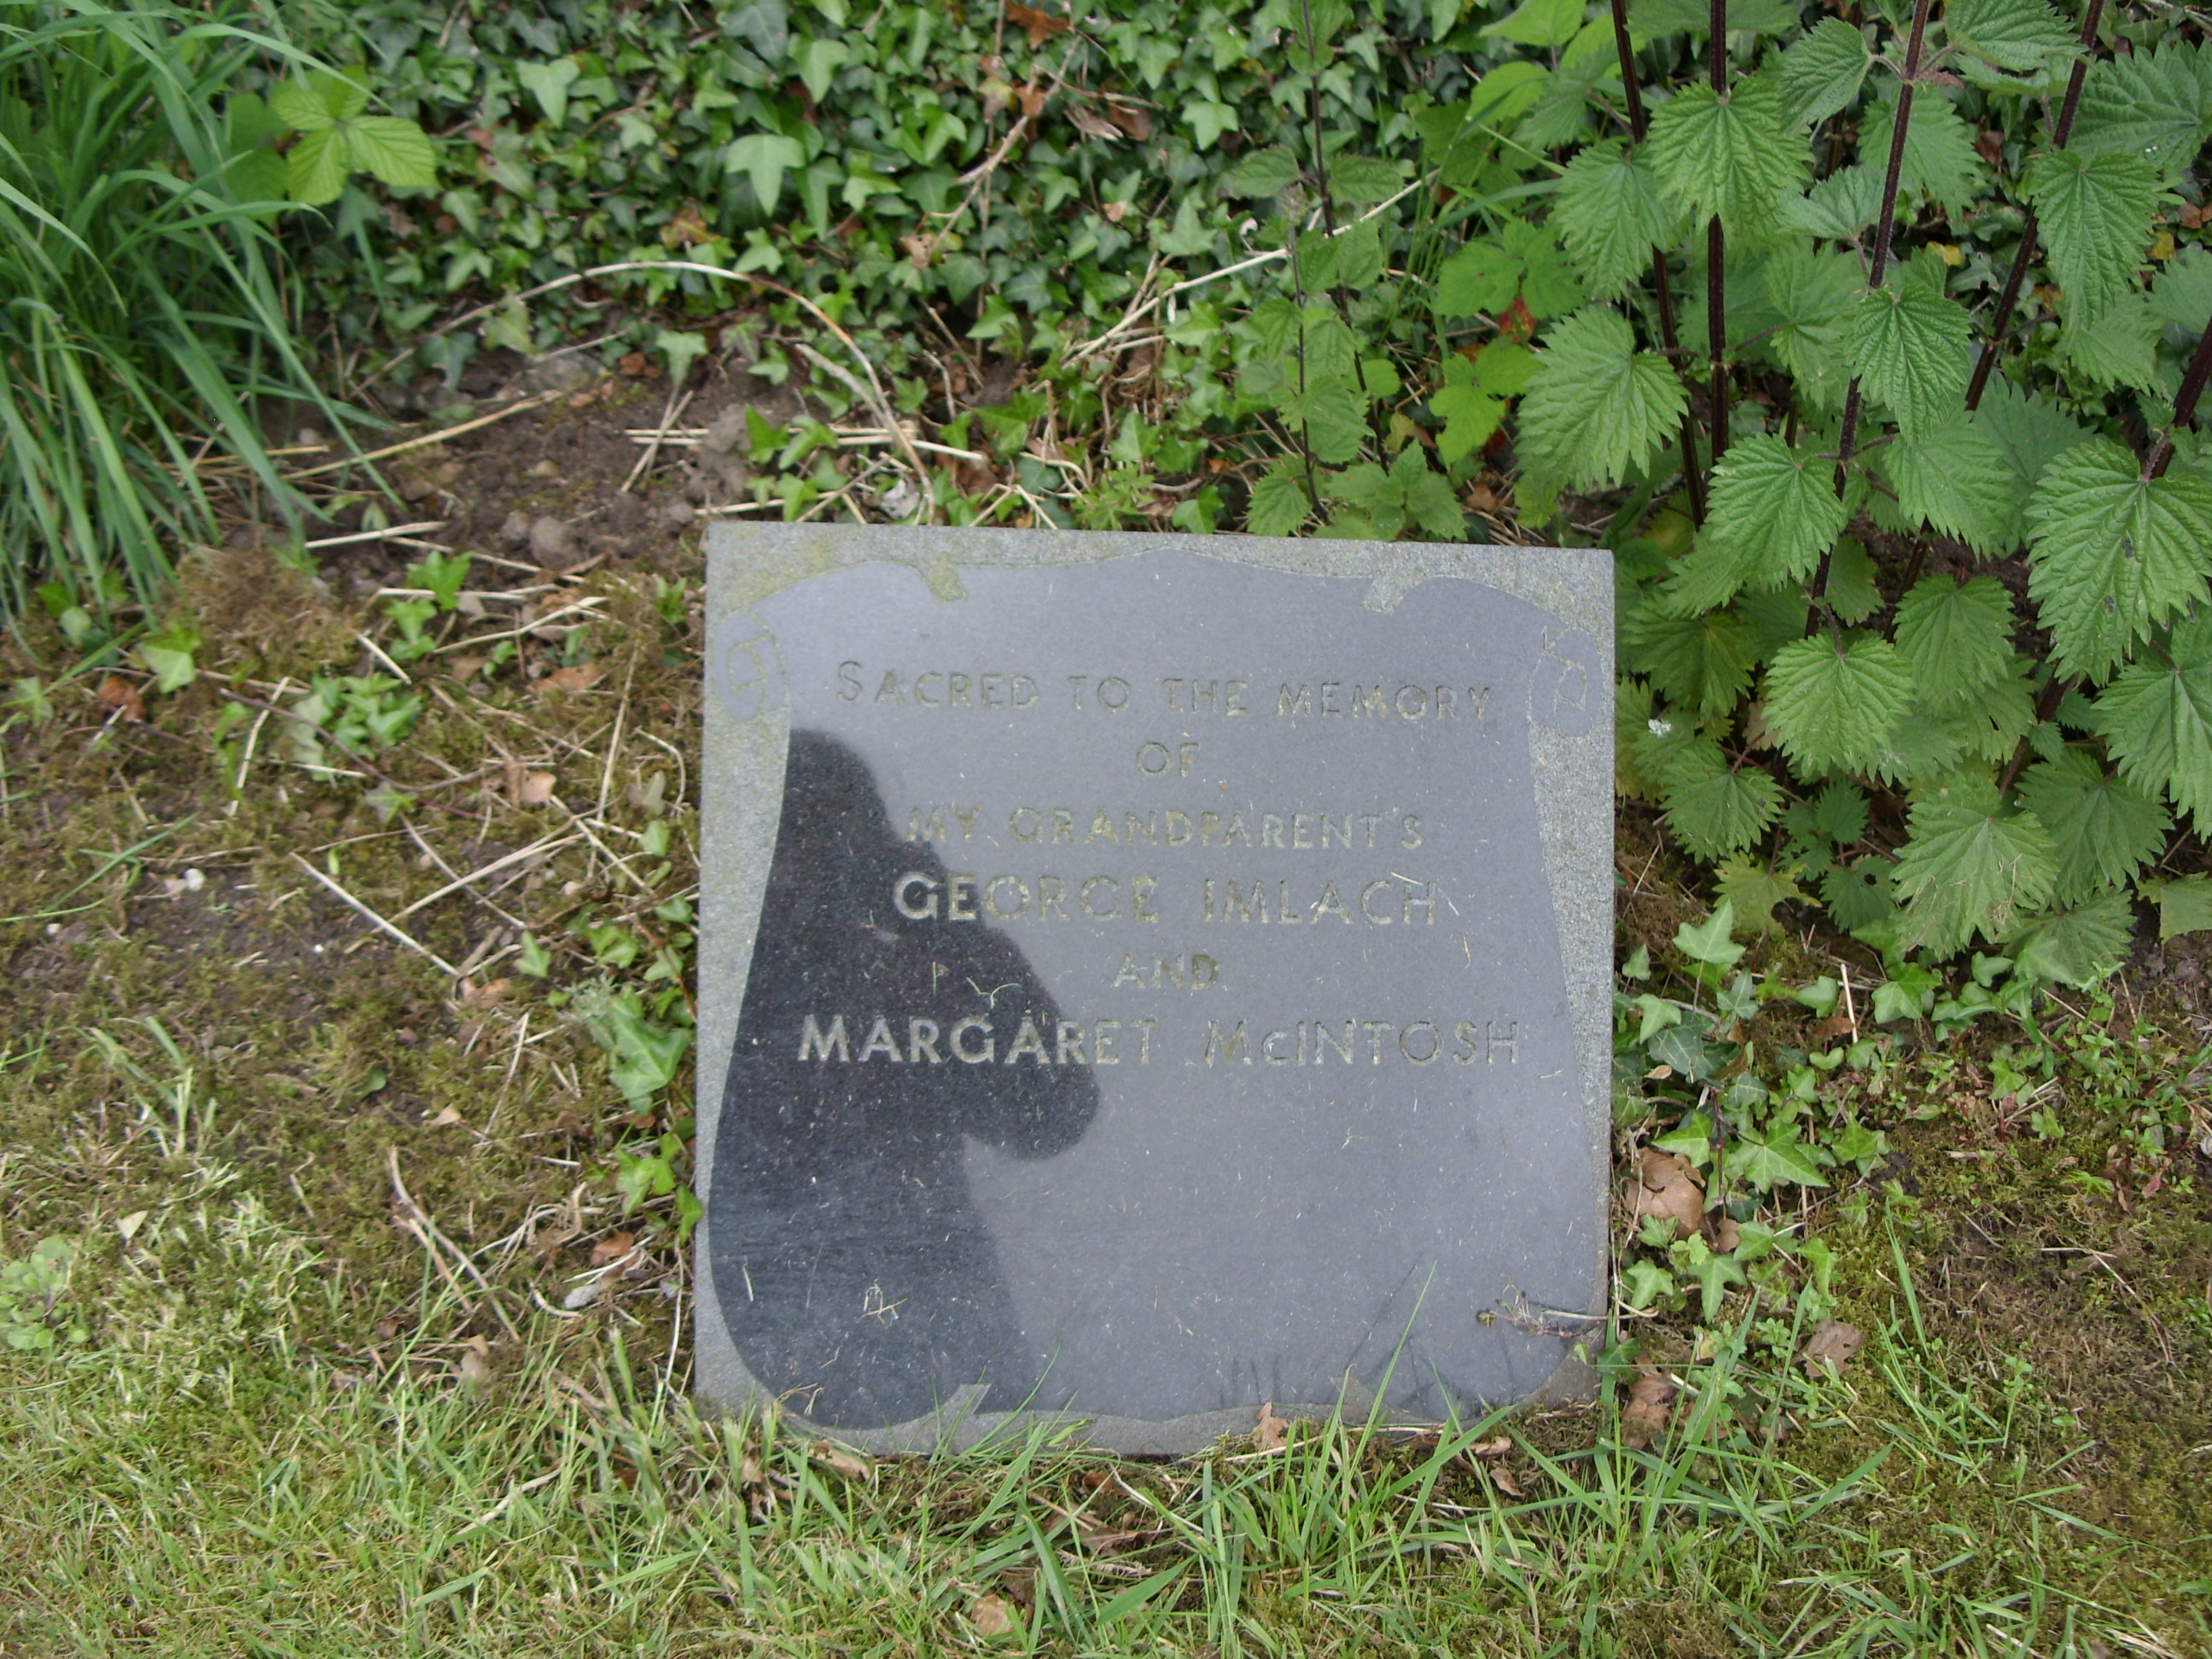 SACRED TO THE MEMORY
OF
MY GRANDPARENT'S
GEORGE IMLACH
AND
MARGARET McINTOSH